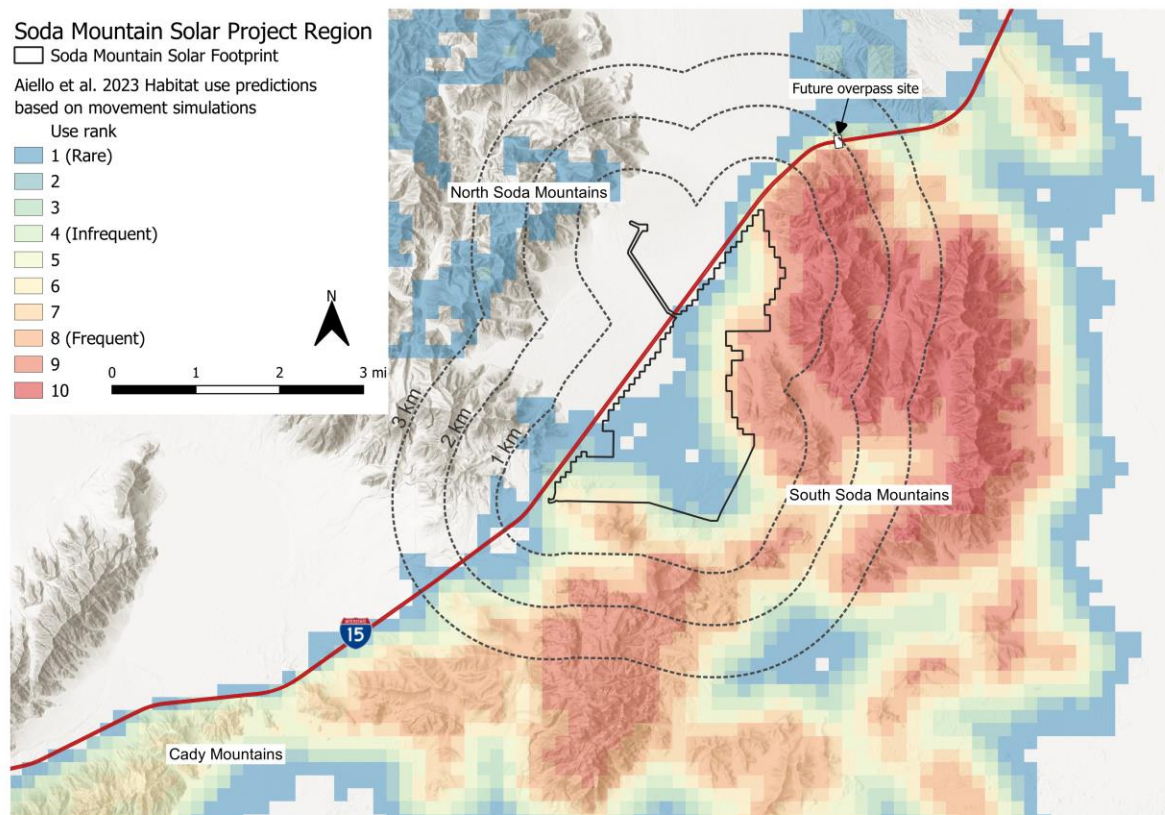 Soda Mountain Solar Project Region
Soda Mountain Solar Footprint
Aiello et al. 2023 Habitat use predictions
based on movement simulations
Use rank
1 (Rare)
2
3
4 (Infrequent)
5
6
7
8 (Frequent)
9
10
N
0 1 2 3 mi
Future overpass site
North Soda Mountains
3 km
2 km
1 km
South Soda Mountains
INTERSTATE
15
Cady Mountains